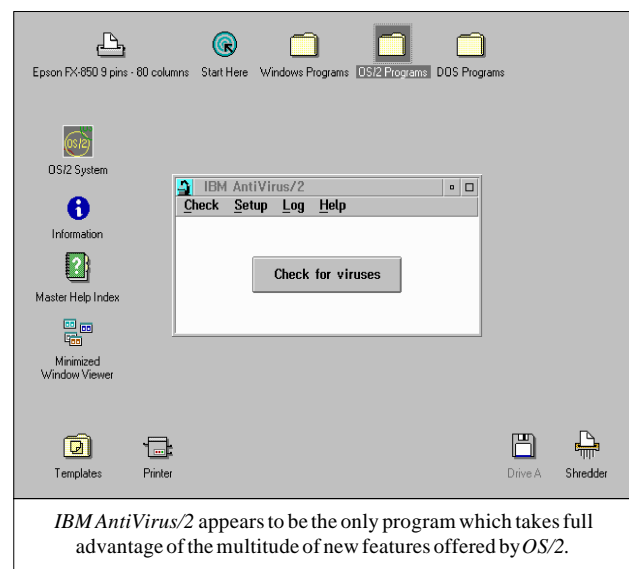 Epson FX-850 9 pins - 80 columns
Start Here
Windows Programs
OS/2 Programs
DOS Programs
OS/2
OS/2 System
Information
Master Help Index
Minimized
Window Viewer
IBM AntiVirus/2
Check Setup Log Help
Check for viruses
Templates
Printer
Drive A
Shredder
IBM AntiVirus/2 appears to be the only program which takes full
advantage of the multitude of new features offered by OS/2.